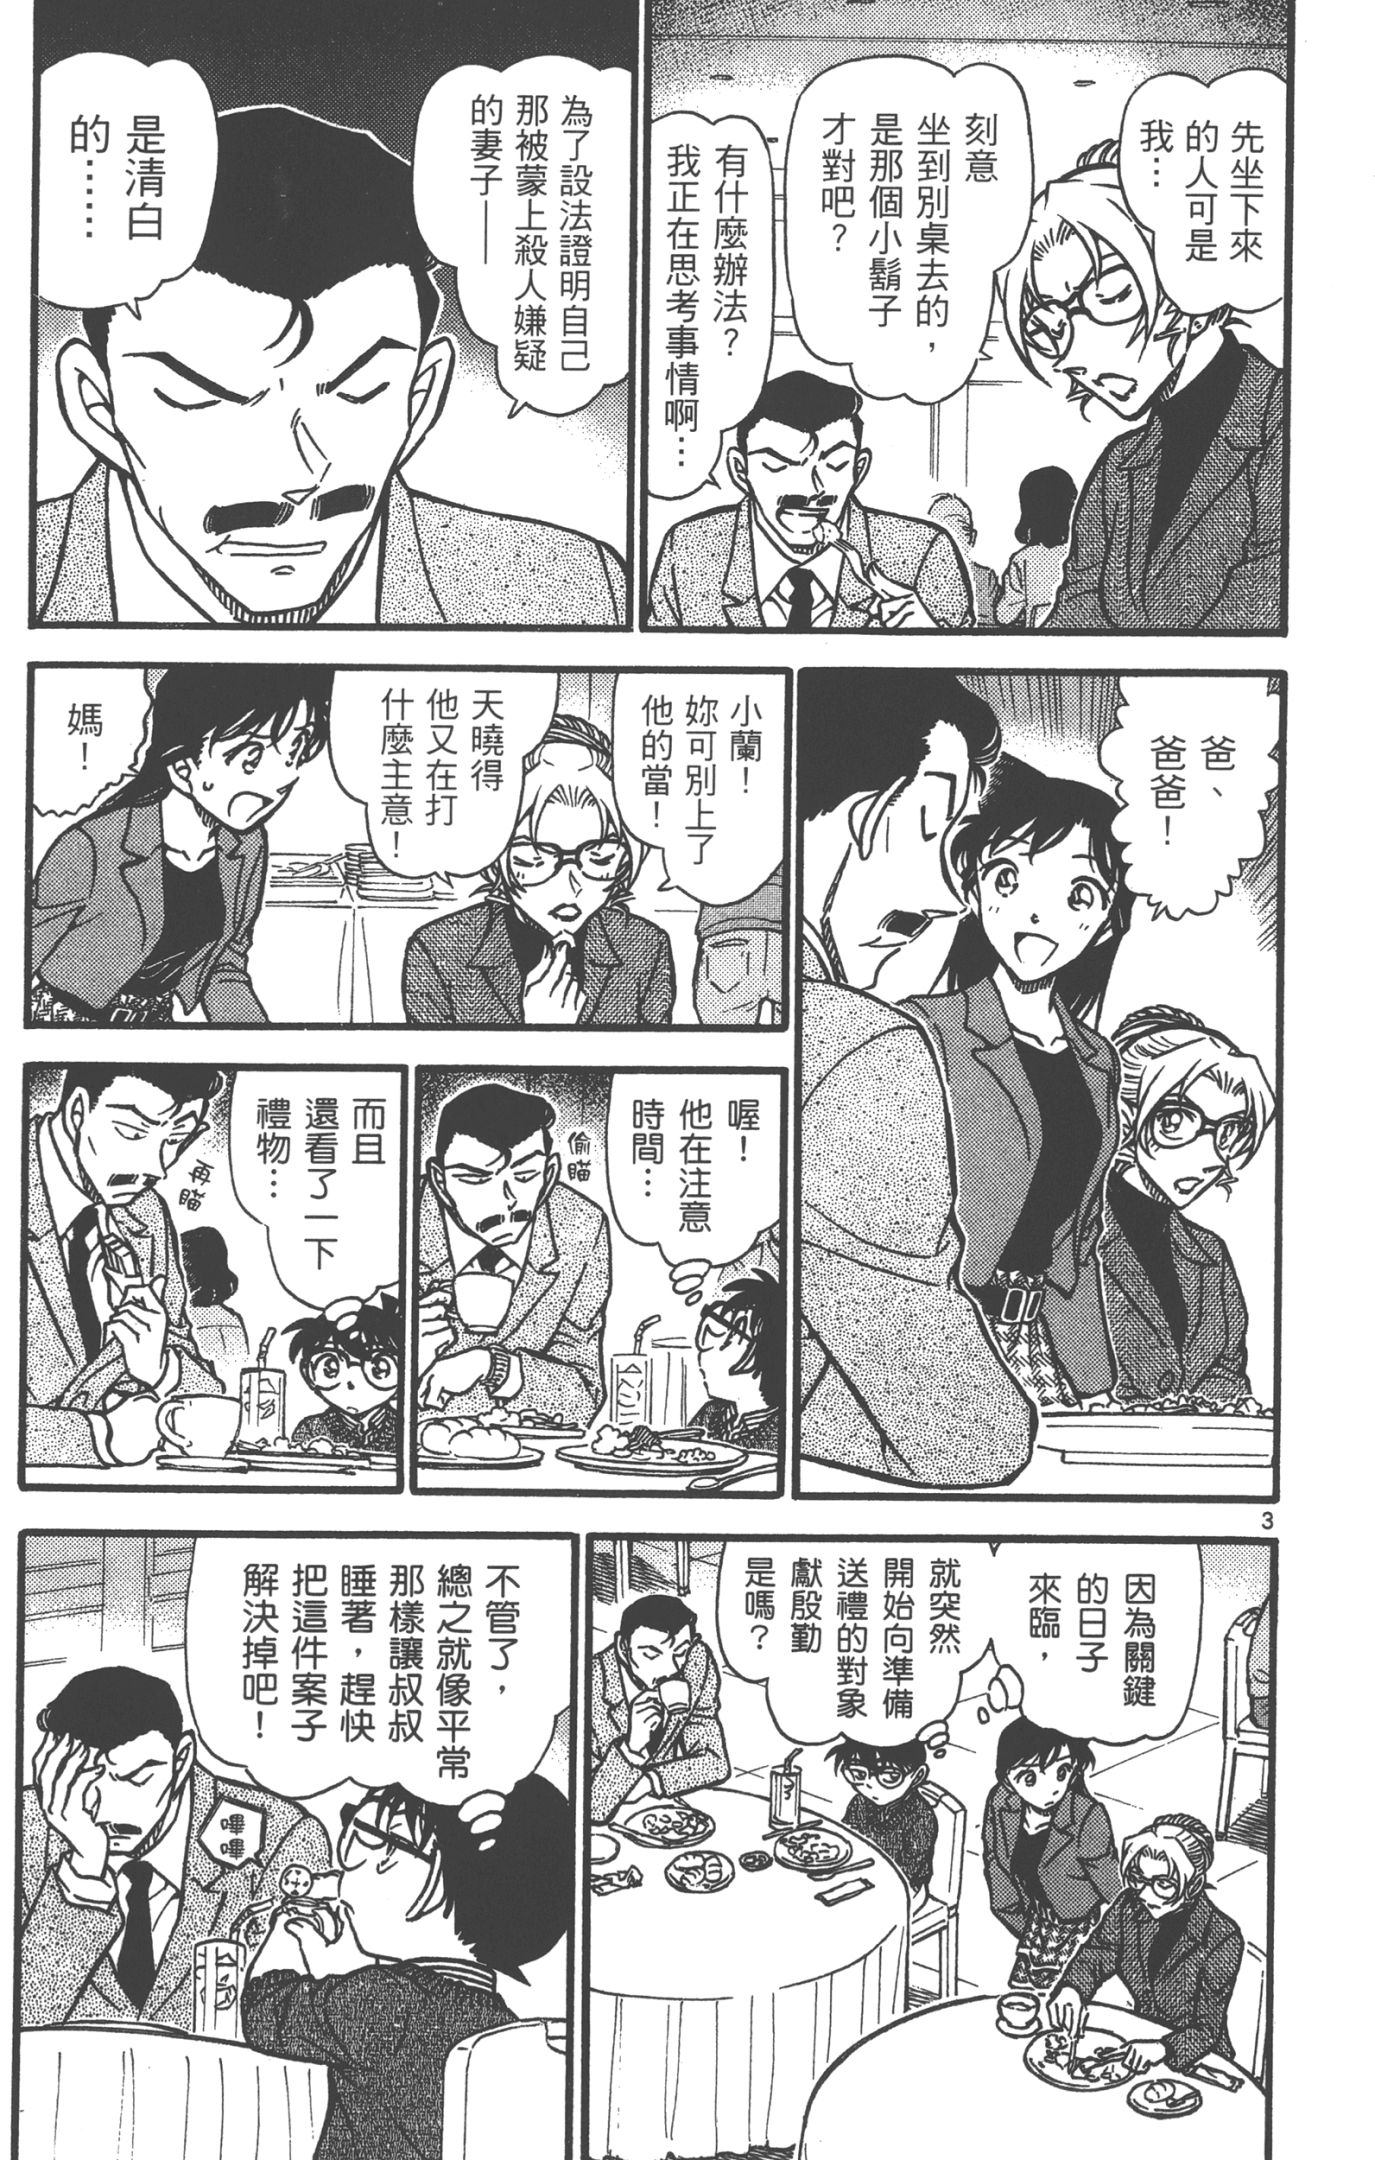 先坐下來
的人可是
我…
刻意
坐到別桌去的，
是那個小鬍子
才對吧？
有什麼辦法？
我正在思考事情啊…
為了設法證明自己
那被蒙上殺人嫌疑
的妻子——
是清白
的……
爸、
爸爸！
小蘭！
妳可別上了
他的當！
天曉得
他又在打
什麼主意！
媽！
喔！
他在注意
時間…
偷瞄
而且
還看了一下
禮物…
再瞄
3
因為關鍵
的日子
來臨，
就突然
開始向準備
送禮的對象
獻殷勤
是嗎？
不管了，
總之就像平常
那樣讓叔叔
睡著，趕快
把這件案子
解決掉吧！
嗶
嗶